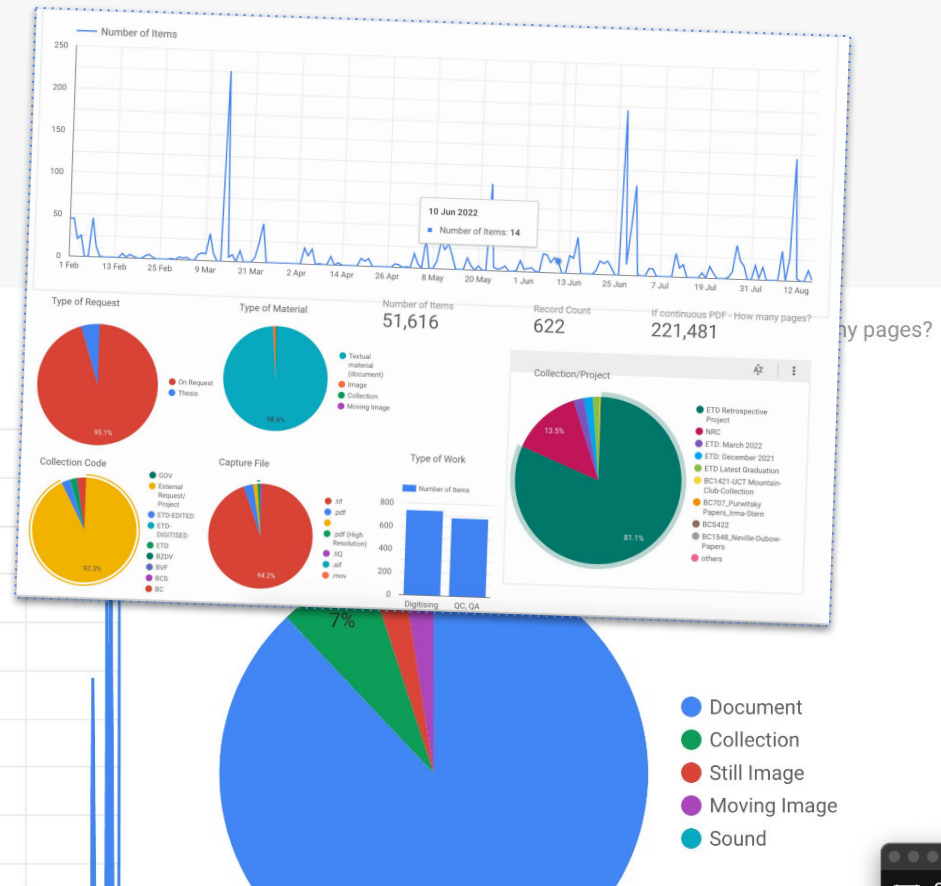 Number of Items
250
200
150
100
50
0
10 Jun 2022
Number of Items: 14
1 Feb
13 Feb
25 Feb
9 Mar
21 Mar
2 Apr
14 Apr
26 Apr
8 May
20 May
1 Jun
13 Jun
25 Jun
7 Jul
19 Jul
31 Jul
12 Aug
Type of Request
95.1%
On Request
Thesis
Type of Material
98.6%
Textual
material
(document)
Image
Collection
Moving Image
Number of Items
51,616
Record Count
622
If continuous PDF - How many pages?
221,481
ny pages?
Collection/Project
13.5%
81.1%
ETD Retrospective
Project
NRC
ETD: March 2022
ETD: December 2021
ETD Latest Graduation
BC1421-UCT Mountain-
Club-Collection
BC707_Purwitsky
Papers_Irma-Stern
BCS422
BC1548_Neville-Dubow-
Papers
others
Collection Code
92.3%
GOV
External
Request/
Project
ETD-EDITED
ETD-
DIGITISED
ETD
BZDV
BVF
BCS
BC
Capture File
94.2%
.tif
.pdf
.pdf (High
Resolution)
.IIQ
.aif
.mov
Type of Work
Number of Items
800
600
400
200
0
Digitising
QC, QA
7%
Document
Collection
Still Image
Moving Image
Sound